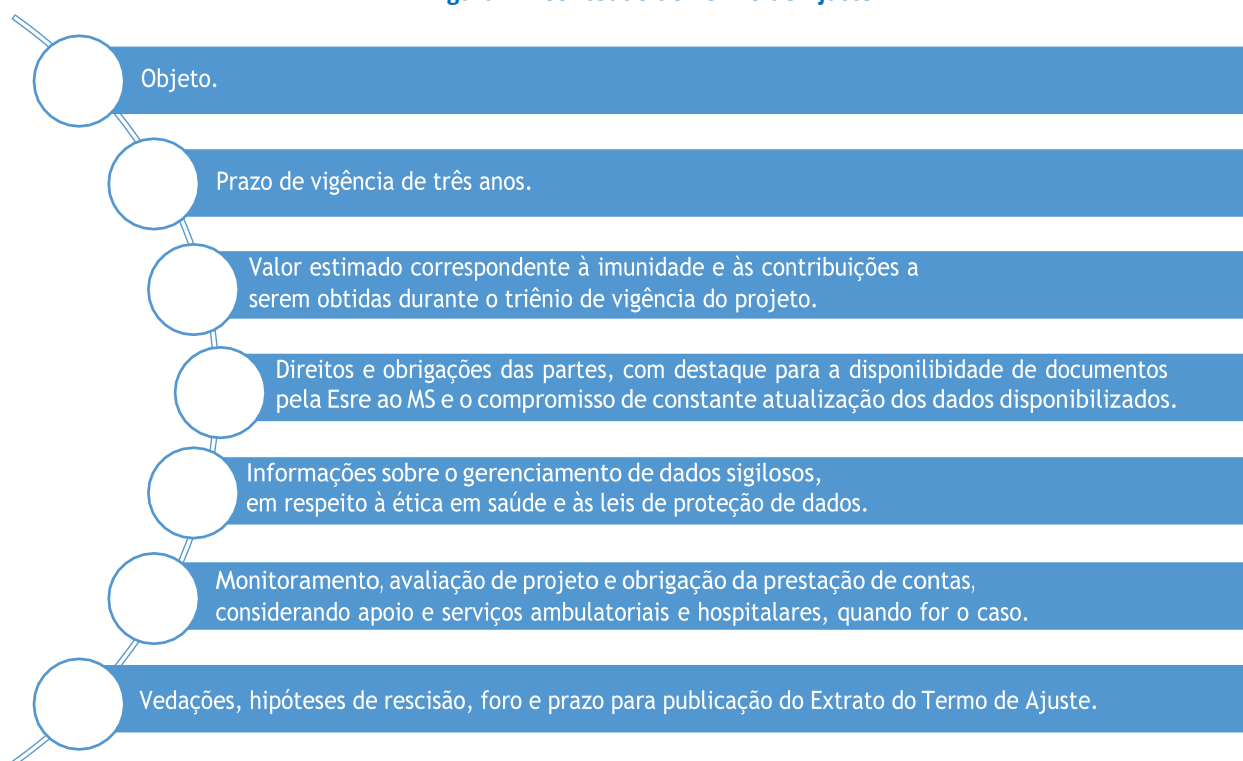 Objeto.
Prazo de vigência de três anos.
Valor estimado correspondente à imunidade e às contribuições a
serem obtidas durante o triênio de vigência do projeto.
Direitos e obrigações das partes, com destaque para a disponilibidade de documentos
pela Esre ao MS e o compromisso de constante atualização dos dados disponibilizados.
Informações sobre o gerenciamento de dados sigilosos,
em respeito à ética em saúde e às leis de proteção de dados.
Monitoramento, avaliação de projeto e obrigação da prestação de contas,
considerando apoio e serviços ambulatoriais e hospitalares, quando for o caso.
Vedações, hipóteses de rescisão, foro e prazo para publicação do Extrato do Termo de Ajuste.